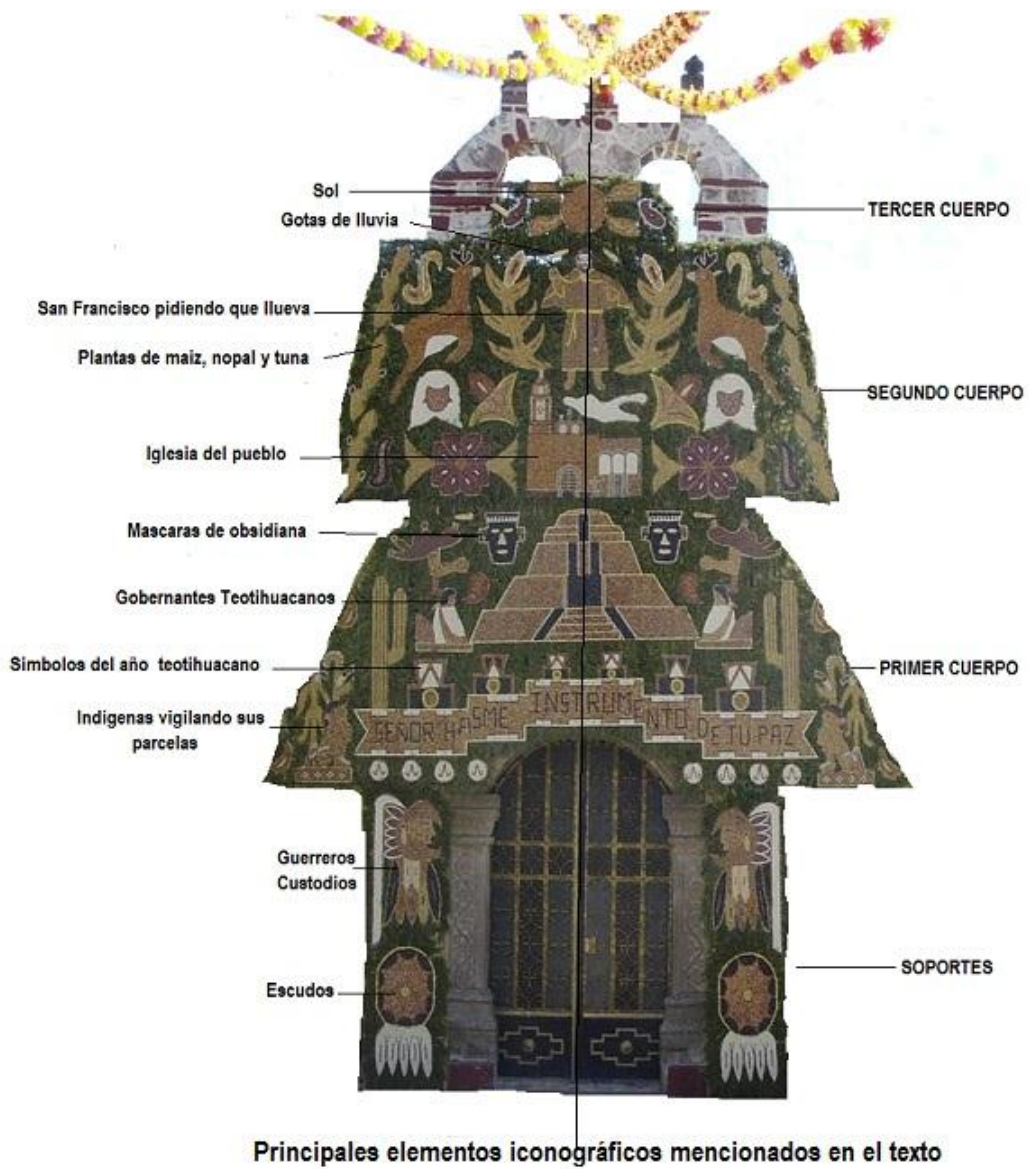 Sol
Gotas de lluvia
TERCER CUERPO
San Francisco pidiendo que llueva
Plantas de maiz, nopal y tuna
SEGUNDO CUERPO
Iglesia del pueblo
Mascaras de obsidiana
Gobernantes Teotihuacanos
Simbolos del año teotihuacano
PRIMER CUERPO
Indigenas vigilando sus
parcelas
SEÑOR HASME INSTRUMENTO DE TU PAZ
Guerreros
Custodios
Escudos
SOPORTES
Principales elementos iconográficos mencionados en el texto